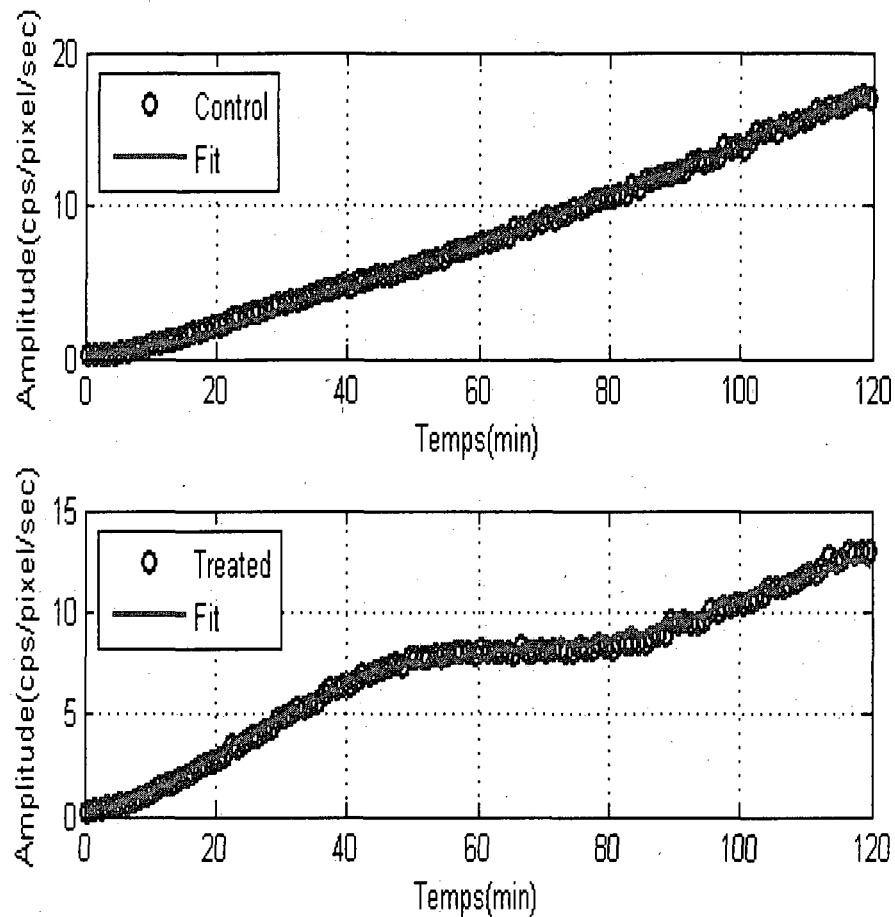 Amplitude(cps/pixel/sec)
20
10
0
Control
Fit
0 20 40 60 80 100 120
Temps(min)
Amplitude(cps/pixel/sec)
15
10
5
0
Treated
Fit
0 20 40 60 80 100 120
Temps(min)